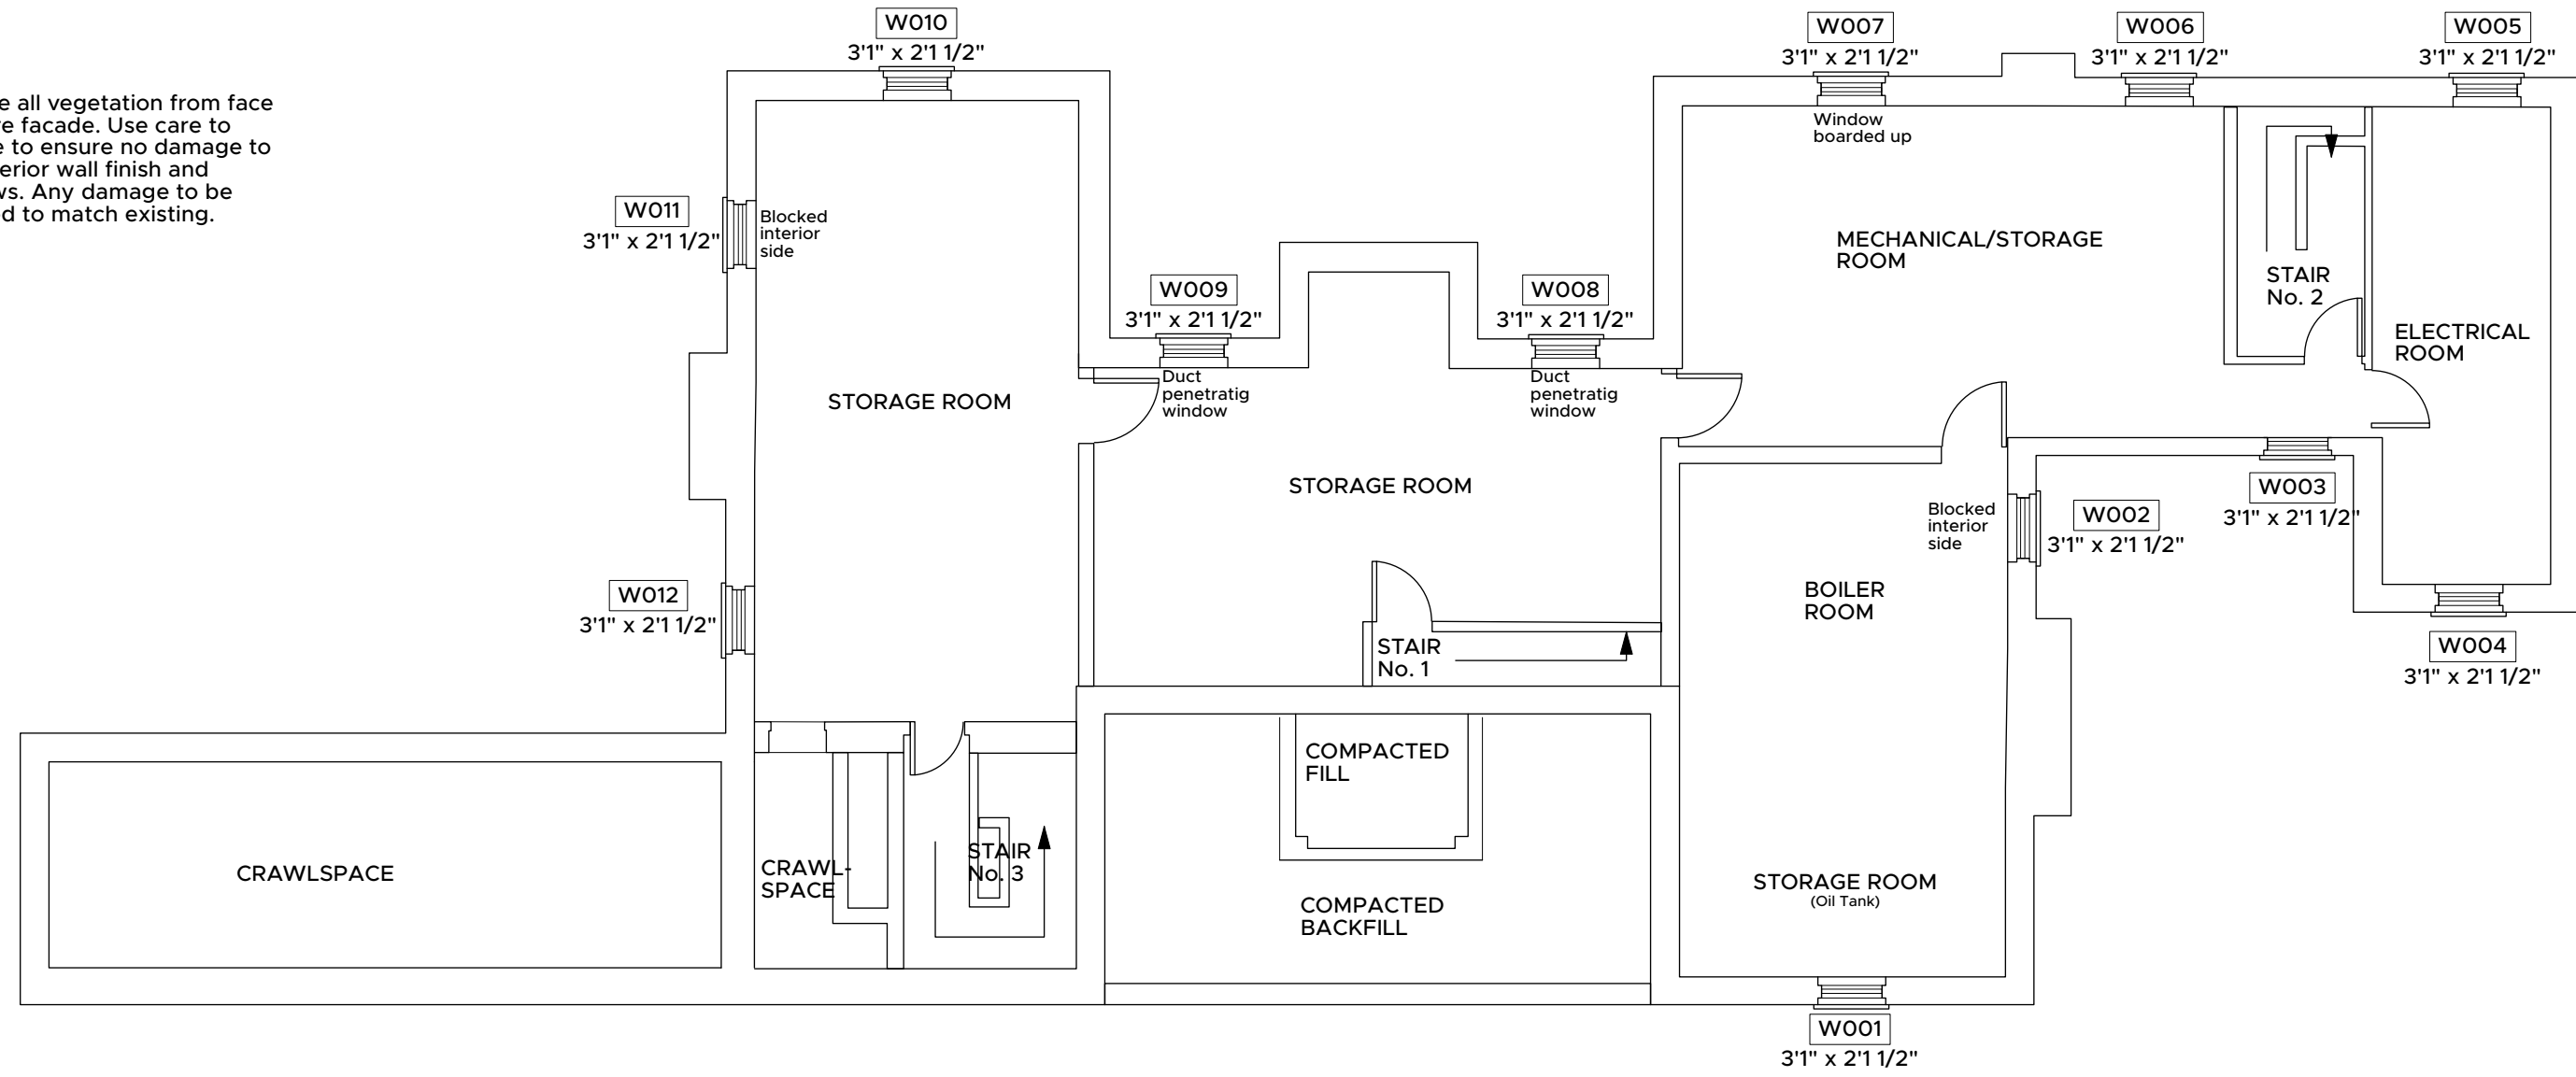 W010
3'1" x 2'1 1/2"
W007
3'1" x 2'1 1/2"
W006
3'1" x 2'1 1/2"
W005
3'1" x 2'1 1/2"
all vegetation from face
facade. Use care to
to ensure no damage to
wall finish and
Any damage to be
to match existing.
Window
boarded up
W011
3'1" x 2'1 1/2"
Blocked
interior
side
MECHANICAL/STORAGE
ROOM
STAIR
No. 2
W009
3'1" x 2'1 1/2"
W008
3'1" x 2'1 1/2"
ELECTRICAL
ROOM
Duct
penetratig
window
Duct
penetratig
window
STORAGE ROOM
STORAGE ROOM
W003
3'1" x 2'1 1/2"
Blocked
interior
side
W002
3'1" x 2'1 1/2"
W012
3'1" x 2'1 1/2"
BOILER
ROOM
STAIR
No. 1
W004
3'1" x 2'1 1/2"
COMPACTED
FILL
CRAWLSPACE
CRAWL-
SPACE
STAIR
No. 3
STORAGE ROOM
(Oil Tank)
COMPACTED
BACKFILL
W001
3'1" x 2'1 1/2"